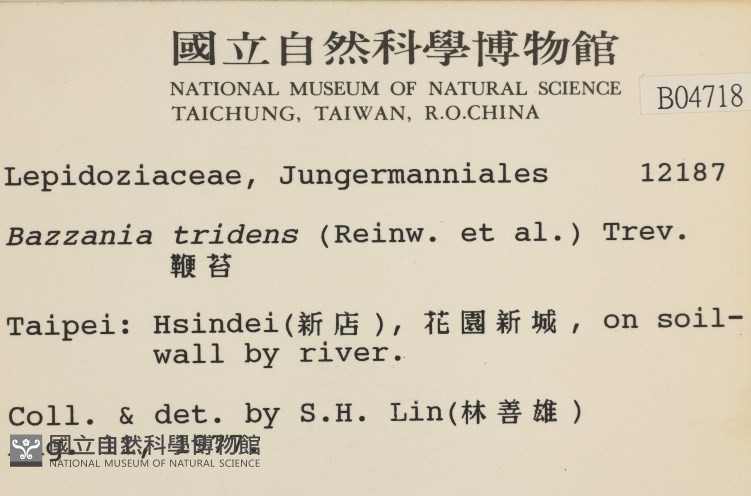 國立自然科學博物館
NATIONAL MUSEUM OF NATURAL SCIENCE
TAICHUNG, TAIWAN, R.O.CHINA
B04718
Lepidoziaceae, Jungermanniales 12187
Bazzania tridens (Reinw. et al.) Trev.
鞭苔
Taipei: Hsindei(新店), 花園新城, on soil-
wall by river.
Coll. & det. by S.H. Lin(林善雄)
國立自然科學博物館
NATIONAL MUSEUM OF NATURAL SCIENCE